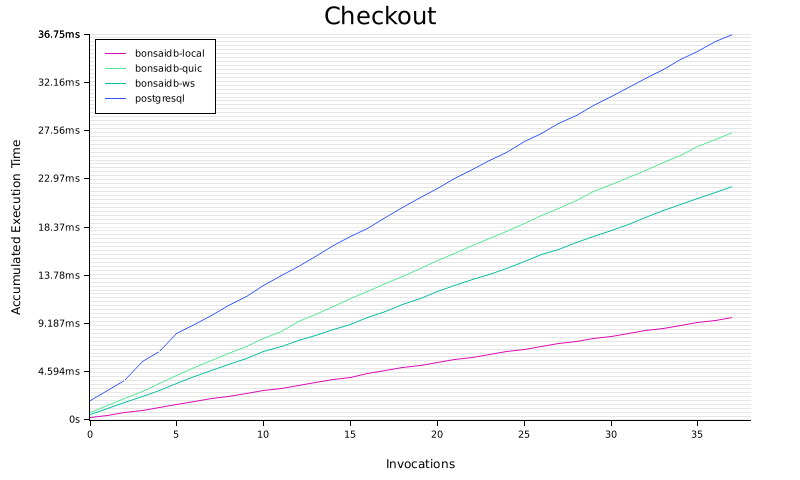 Checkout
36.75ms
32.16ms
27.56ms
22.97ms
18.37ms
13.78ms
9.187ms
4.594ms
0s
Accumulated Execution Time
bonsaidb-local
bonsaidb-quic
bonsaidb-ws
postgresql
0 5 10 15 20 25 30 35
Invocations